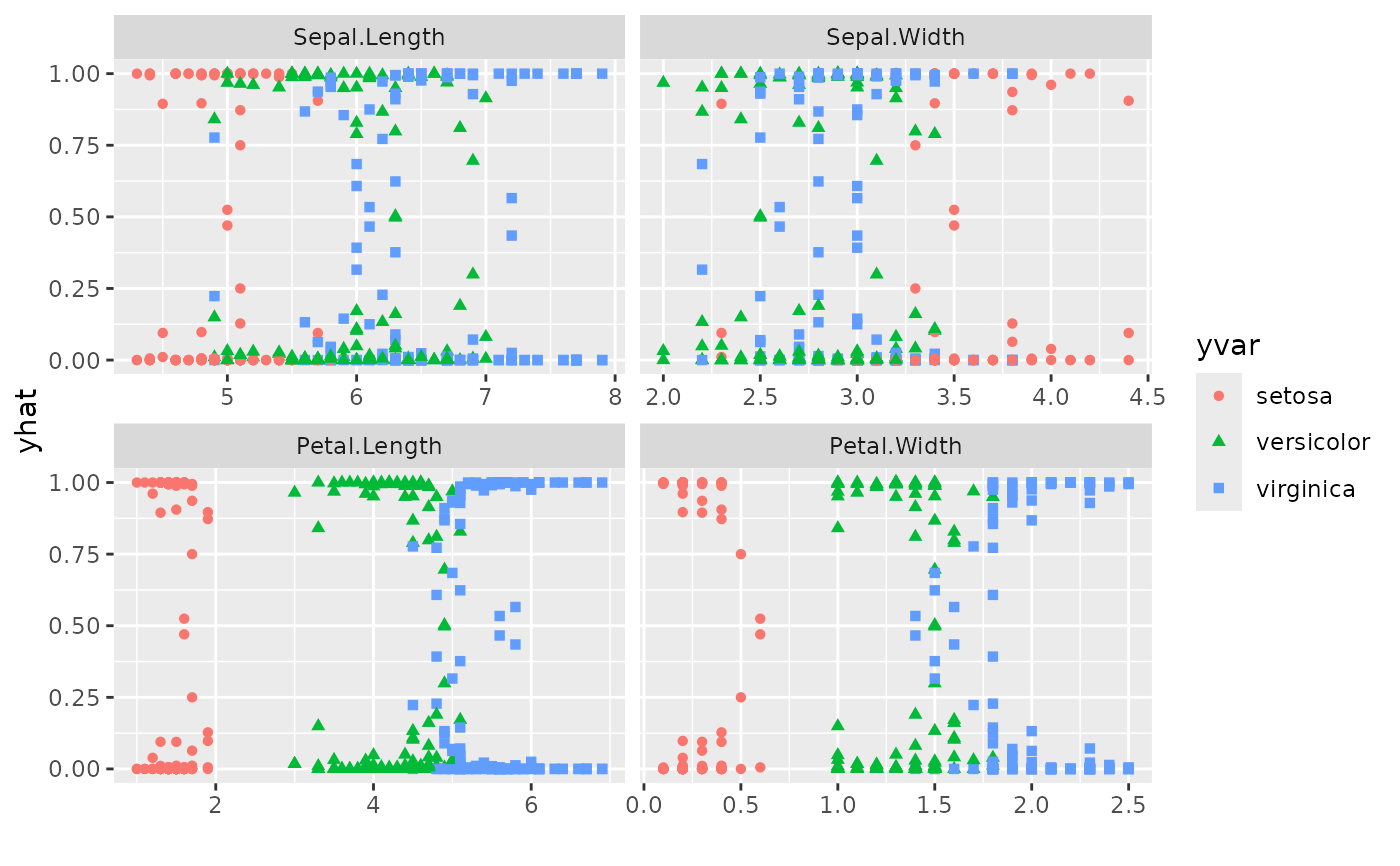 Sepal.Length Sepal.Width
1.00
0.75
0.50
0.25
0.00
5 6 7 8 2.0 2.5 3.0 3.5 4.0 4.5
yhat
Petal.Length Petal.Width
1.00
0.75
0.50
0.25
0.00
2 4 6 0.0 0.5 1.0 1.5 2.0 2.5
yvar
setosa
versicolor
virginica